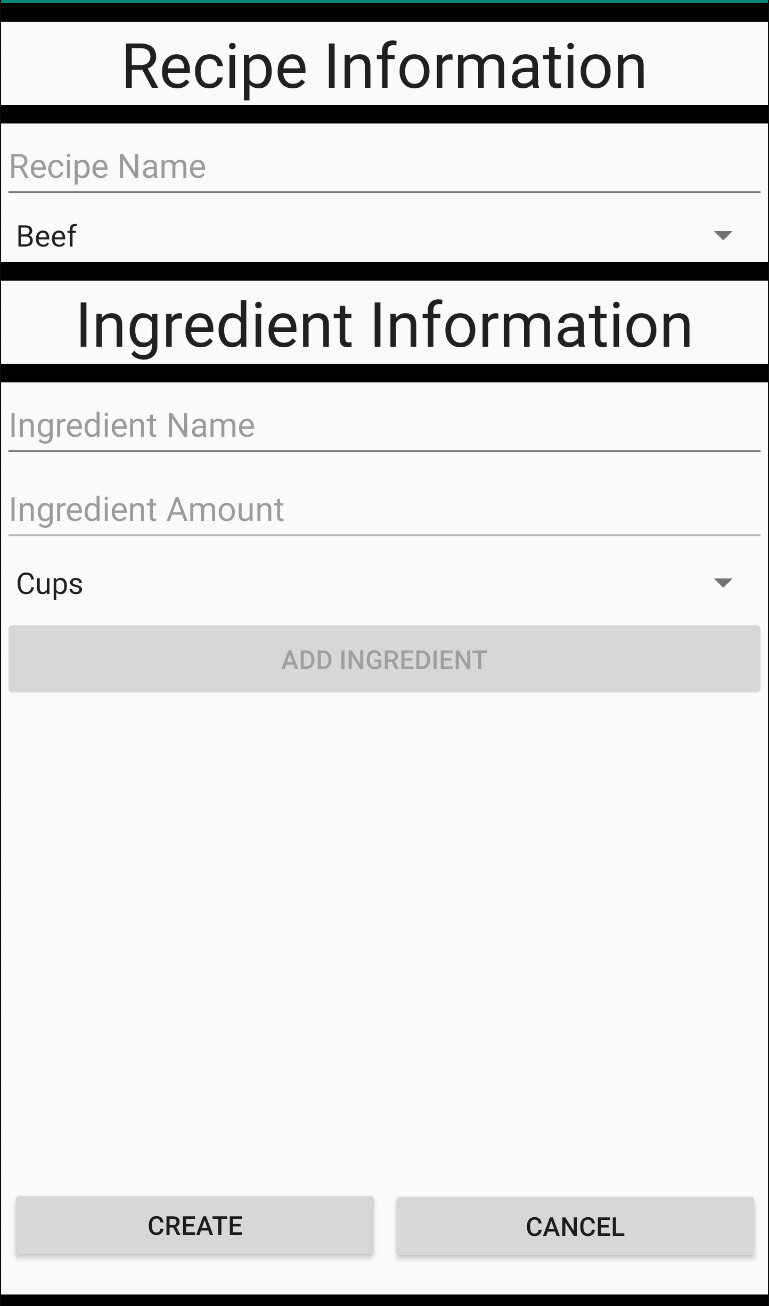 Recipe Information
Recipe Name
Beef
Ingredient Information
Ingredient Name
Ingredient Amount
Cups
ADD INGREDIENT
CREATE CANCEL